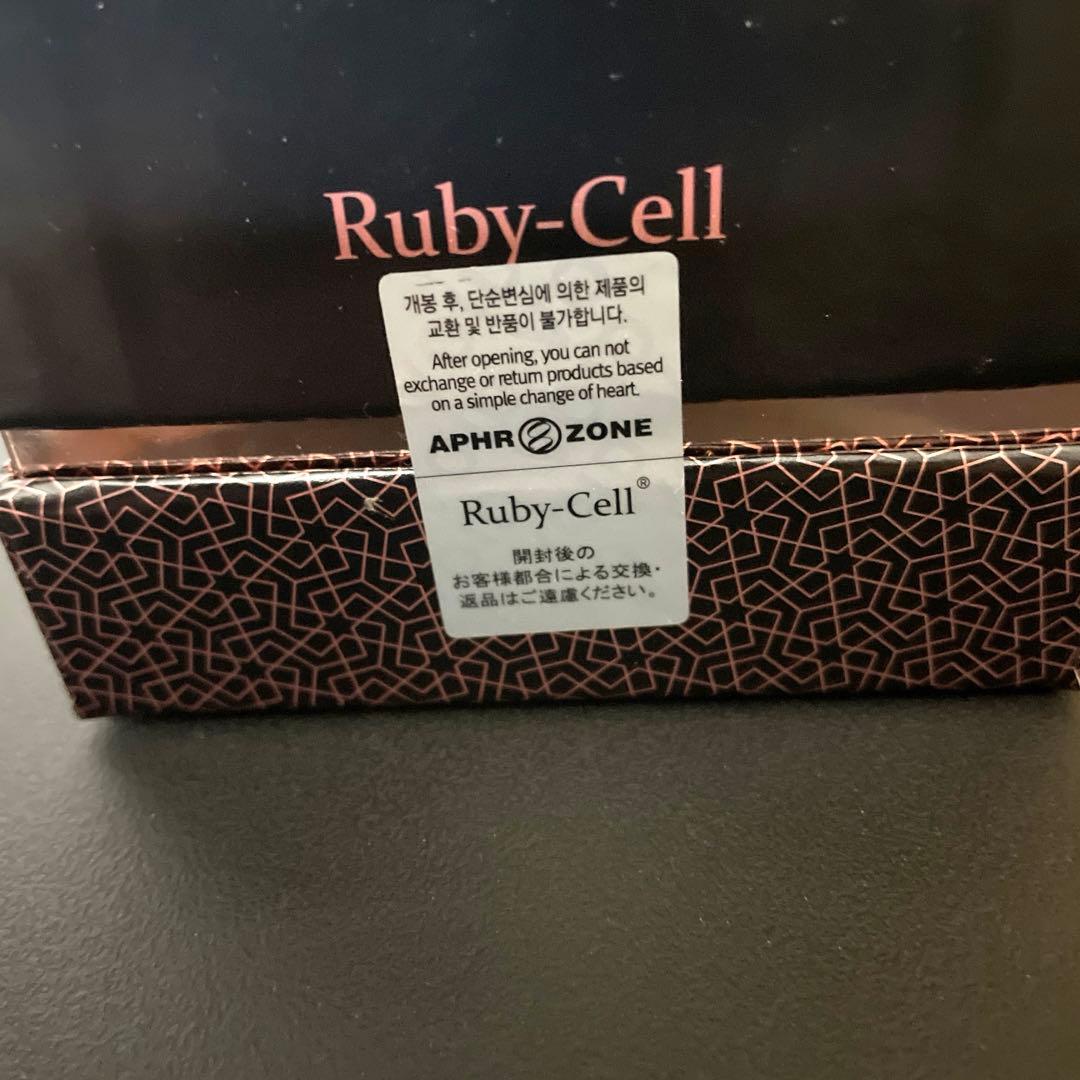 Ruby-Cell
개봉 후, 단순변심에 의한 제품의
교환 및 반품이 불가합니다.
After opening, you can not
exchange or return products based
on a simple change of heart.
APHROZONE
Ruby-Cell®
開封後の
お客様都合による交換・
返品はご遠慮ください。